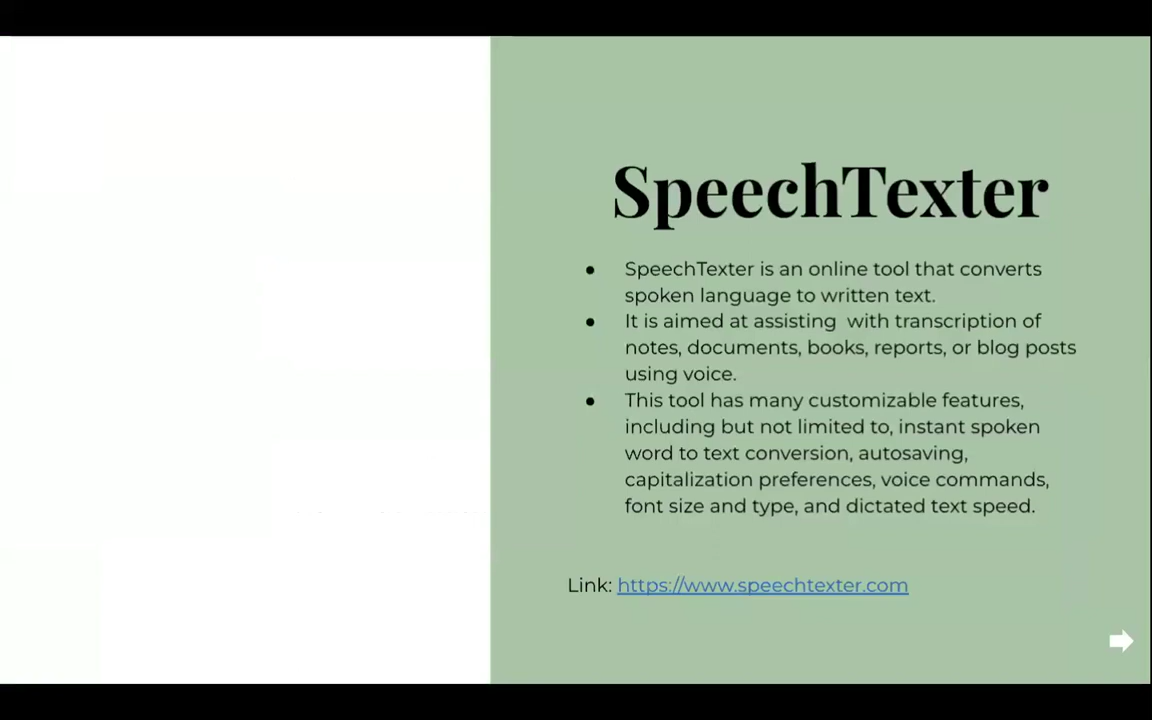 SpeechTexter
● SpeechTexter is an online tool that converts
spoken language to written text.
● It is aimed at assisting  with transcription of
notes, documents, books, reports, or blog posts
using voice.
● This tool has many customizable features,
including but not limited to, instant spoken
word to text conversion, autosaving,
capitalization preferences, voice commands,
font size and type, and dictated text speed.
Link: https://www.speechtexter.com